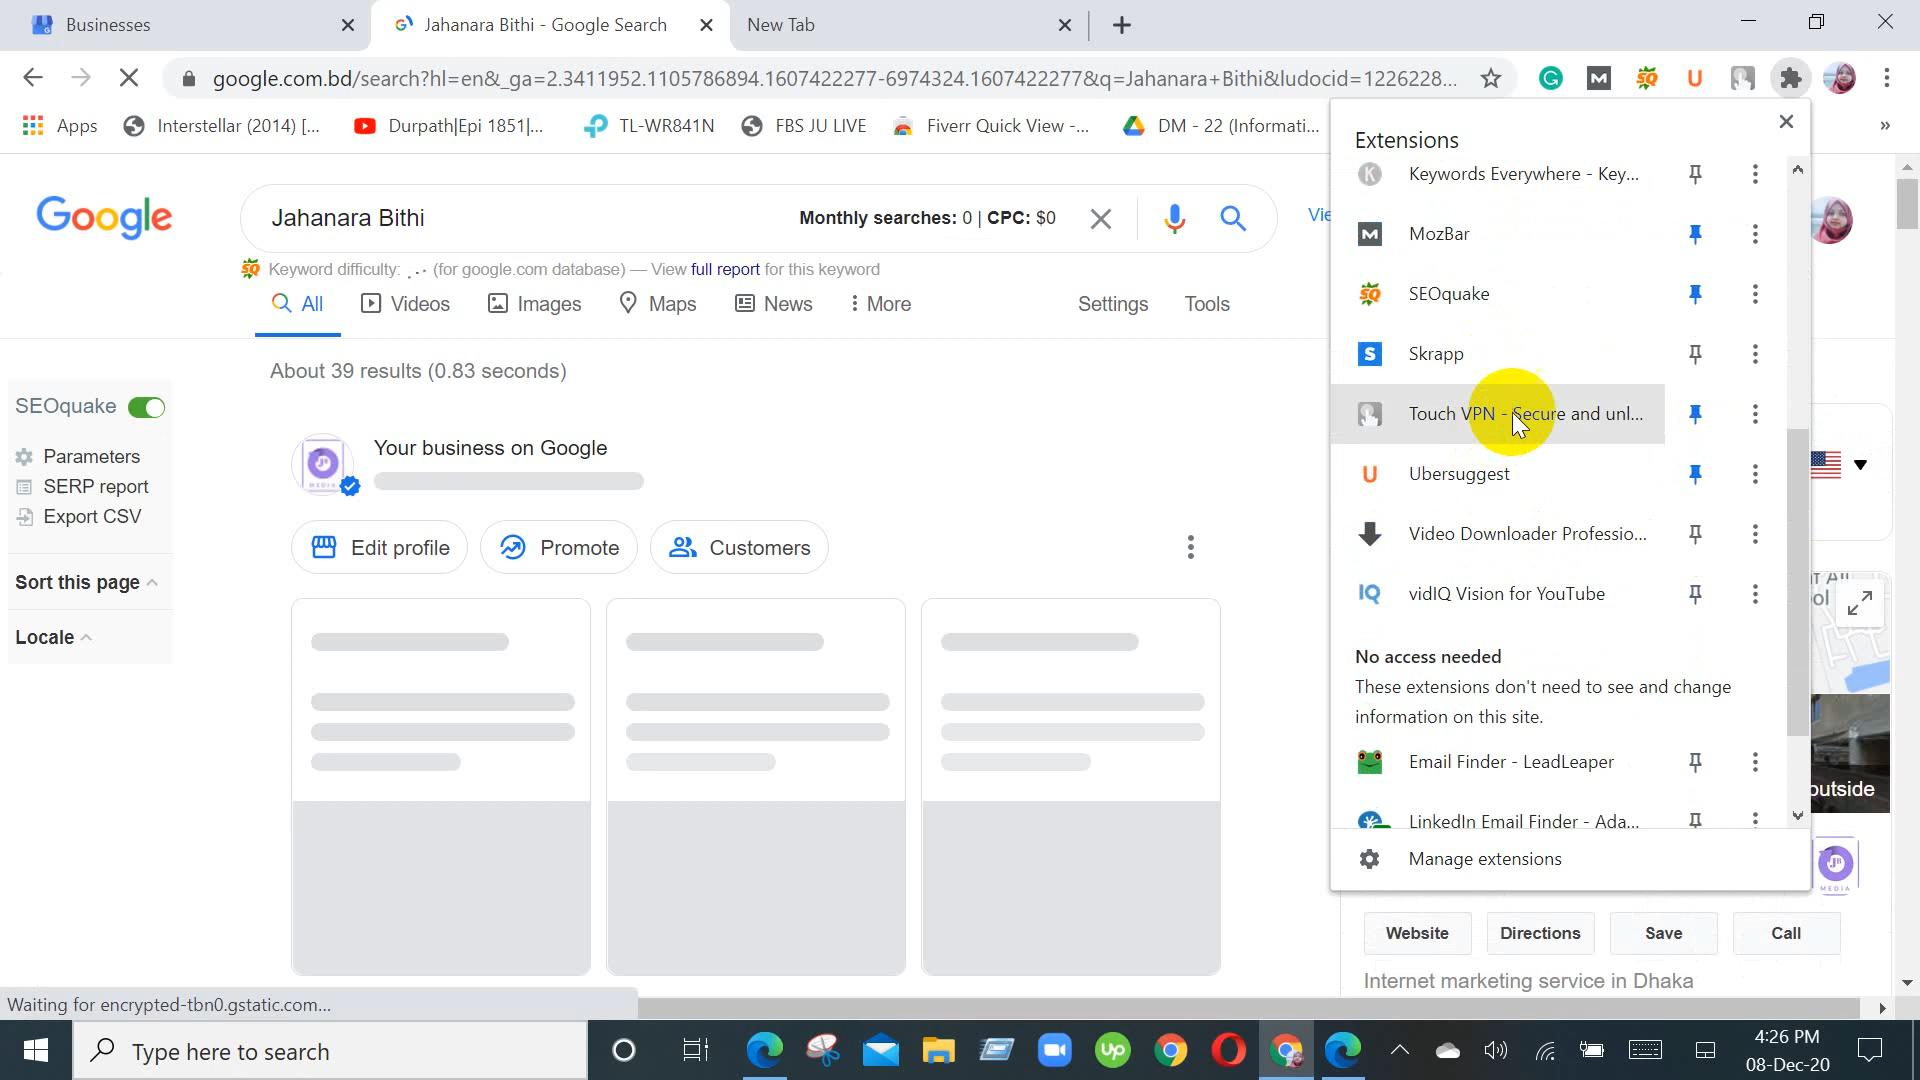 Businesses
Jahanara Bithi - Google Search
New Tab
google.com.bd/search?hl=en&_ga=2.3411952.1105786894.1607422277-6974324.1607422277&q=Jahanara+Bithi&ludocid=1226228...
Apps
Interstellar (2014) [...
Durpath|Epi 1851|...
TL-WR841N
FBS JU LIVE
Fiverr Quick View -...
DM - 22 (Informati...
»
Extensions
Keywords Everywhere - Key...
MozBar
SEOquake
Skrapp
Touch VPN - Secure and unl...
Ubersuggest
Video Downloader Professio...
vidIQ Vision for YouTube
No access needed
These extensions don't need to see and change
information on this site.
Email Finder - LeadLeaper
LinkedIn Email Finder - Ada...
Manage extensions
Google
Jahanara Bithi
Monthly searches: 0 | CPC: $0
Vie
Keyword difficulty: ... (for google.com database) — View full report for this keyword
All
Videos
Images
Maps
News
More
Settings
Tools
About 39 results (0.83 seconds)
SEOquake
Parameters
SERP report
Export CSV
Sort this page
Locale
Your business on Google
Edit profile
Promote
Customers
outside
MEDIA
Website
Directions
Save
Call
Internet marketing service in Dhaka
Waiting for encrypted-tbn0.gstatic.com...
Type here to search
4:26 PM
08-Dec-20